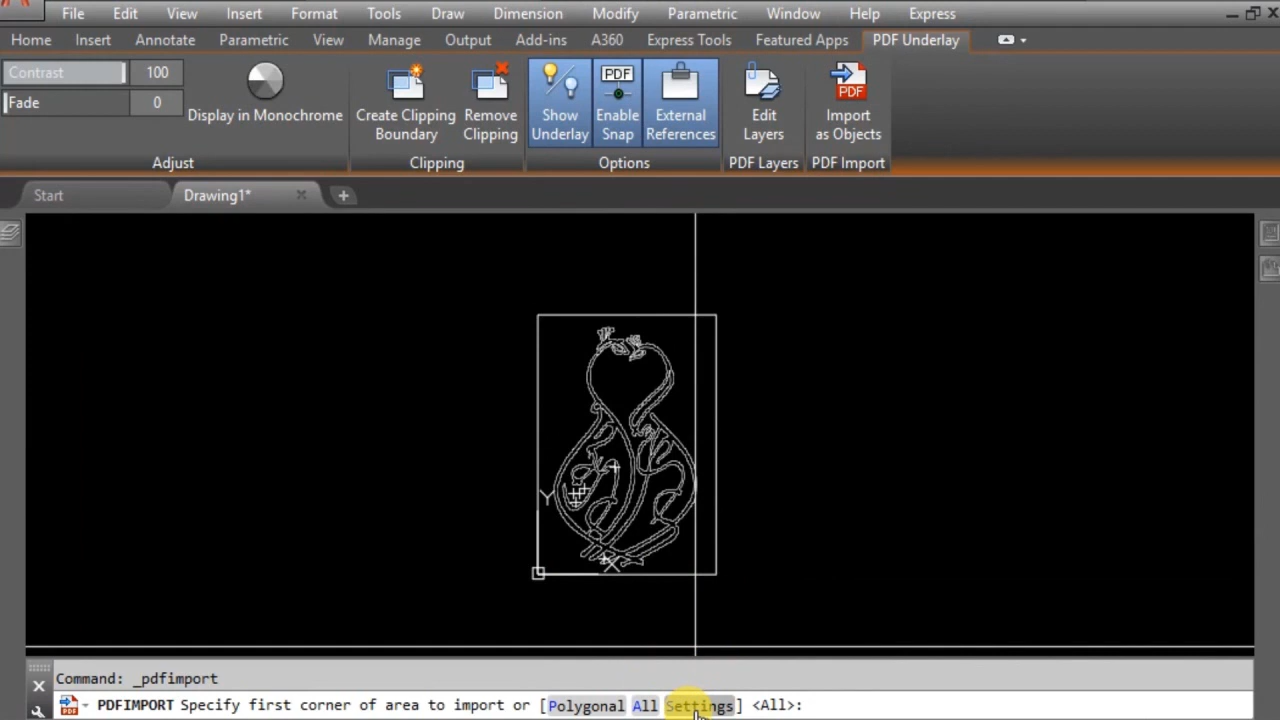 File Edit View Insert Format Tools Draw Dimension Modify Parametric Window Help Express
Home Insert Annotate Parametric View Manage Output Add-ins A360 Express Tools Featured Apps PDF Underlay
Contrast 100
Fade 0
Display in Monochrome
Adjust
Create Clipping
Boundary
Remove
Clipping
Clipping
Show
Underlay
PDF
Enable
Snap
External
References
Options
Edit
Layers
PDF Layers
PDF
Import
as Objects
PDF Import
Start Drawing1*
Y
X
Command: _pdfimport
PDFIMPORT Specify first corner of area to import or [Polygonal All Settings] <All>: